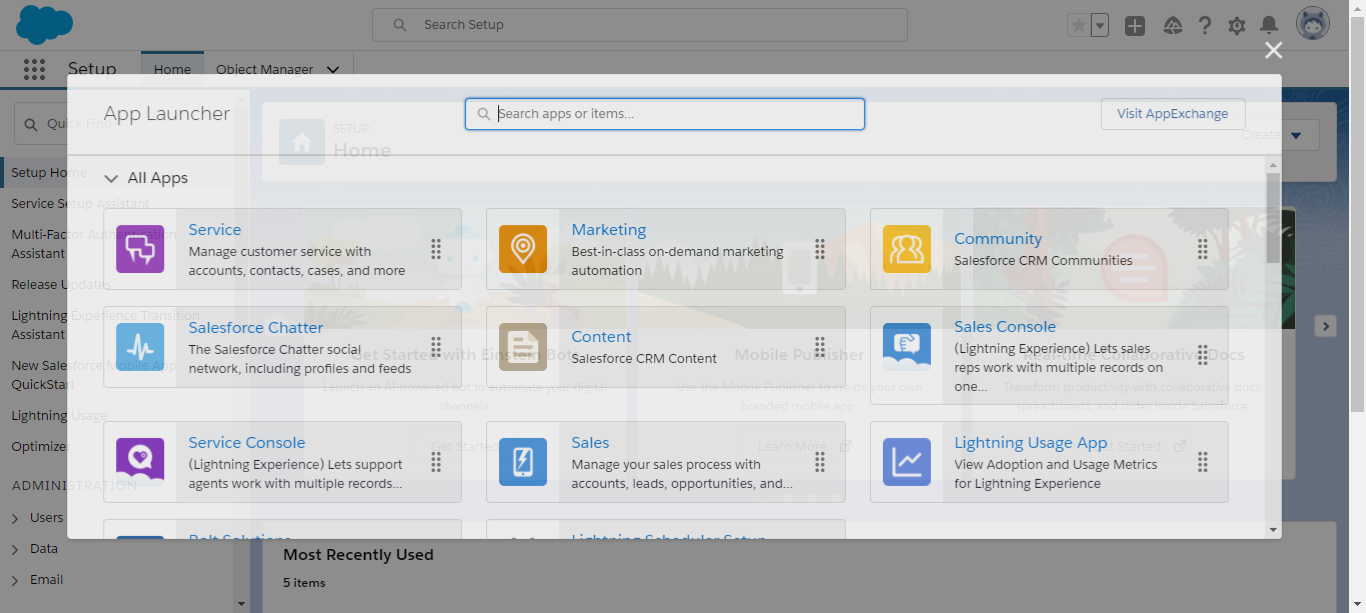 Search Setup
Setup
Home
Object Manager
App Launcher
Search apps or items...
Visit AppExchange
Quick Find
SETUP
Home
Create
Setup Home
Service Setup Assistant
Multi-Factor Authentication
Assistant
Release Updates
Lightning Experience Transition
Assistant
New Salesforce Mobile App
QuickStart
Lightning Usage
Optimizer
ADMINISTRATION
Users
Data
Email
All Apps
Service
Manage customer service with
accounts, contacts, cases, and more
Marketing
Best-in-class on-demand marketing
automation
Community
Salesforce CRM Communities
Salesforce Chatter
The Salesforce Chatter social
network, including profiles and feeds
Content
Salesforce CRM Content
Sales Console
(Lightning Experience) Lets sales
reps work with multiple records on
one...
Service Console
(Lightning Experience) Lets support
agents work with multiple records...
Sales
Manage your sales process with
accounts, leads, opportunities, and...
Lightning Usage App
View Adoption and Usage Metrics
for Lightning Experience
Bolt Solutions
Lightning Scheduler Setup
Get Started with Einstein Bots
Launch an AI-powered bot to automate your digital
channels.
Get Started
Mobile Publisher
Use the Mobile Publisher to create your own
branded mobile app.
Learn More
Real-time Collaborative Docs
Transform productivity with collaborative docs,
spreadsheets, and slides inside Salesforce.
Get Started
Most Recently Used
5 items